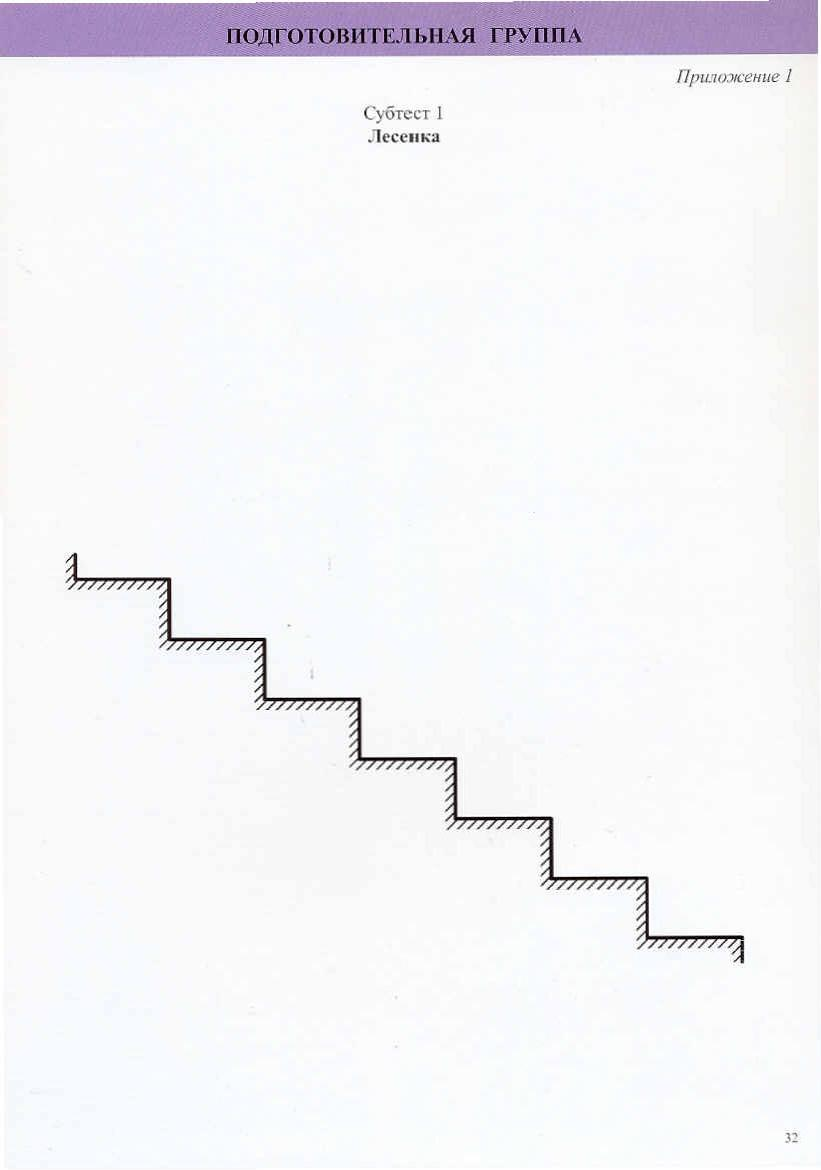 ПОДГОТОВИТЕЛЬНАЯ ГРУППА
Приложение 1
Субтест 1
Лесенка
32